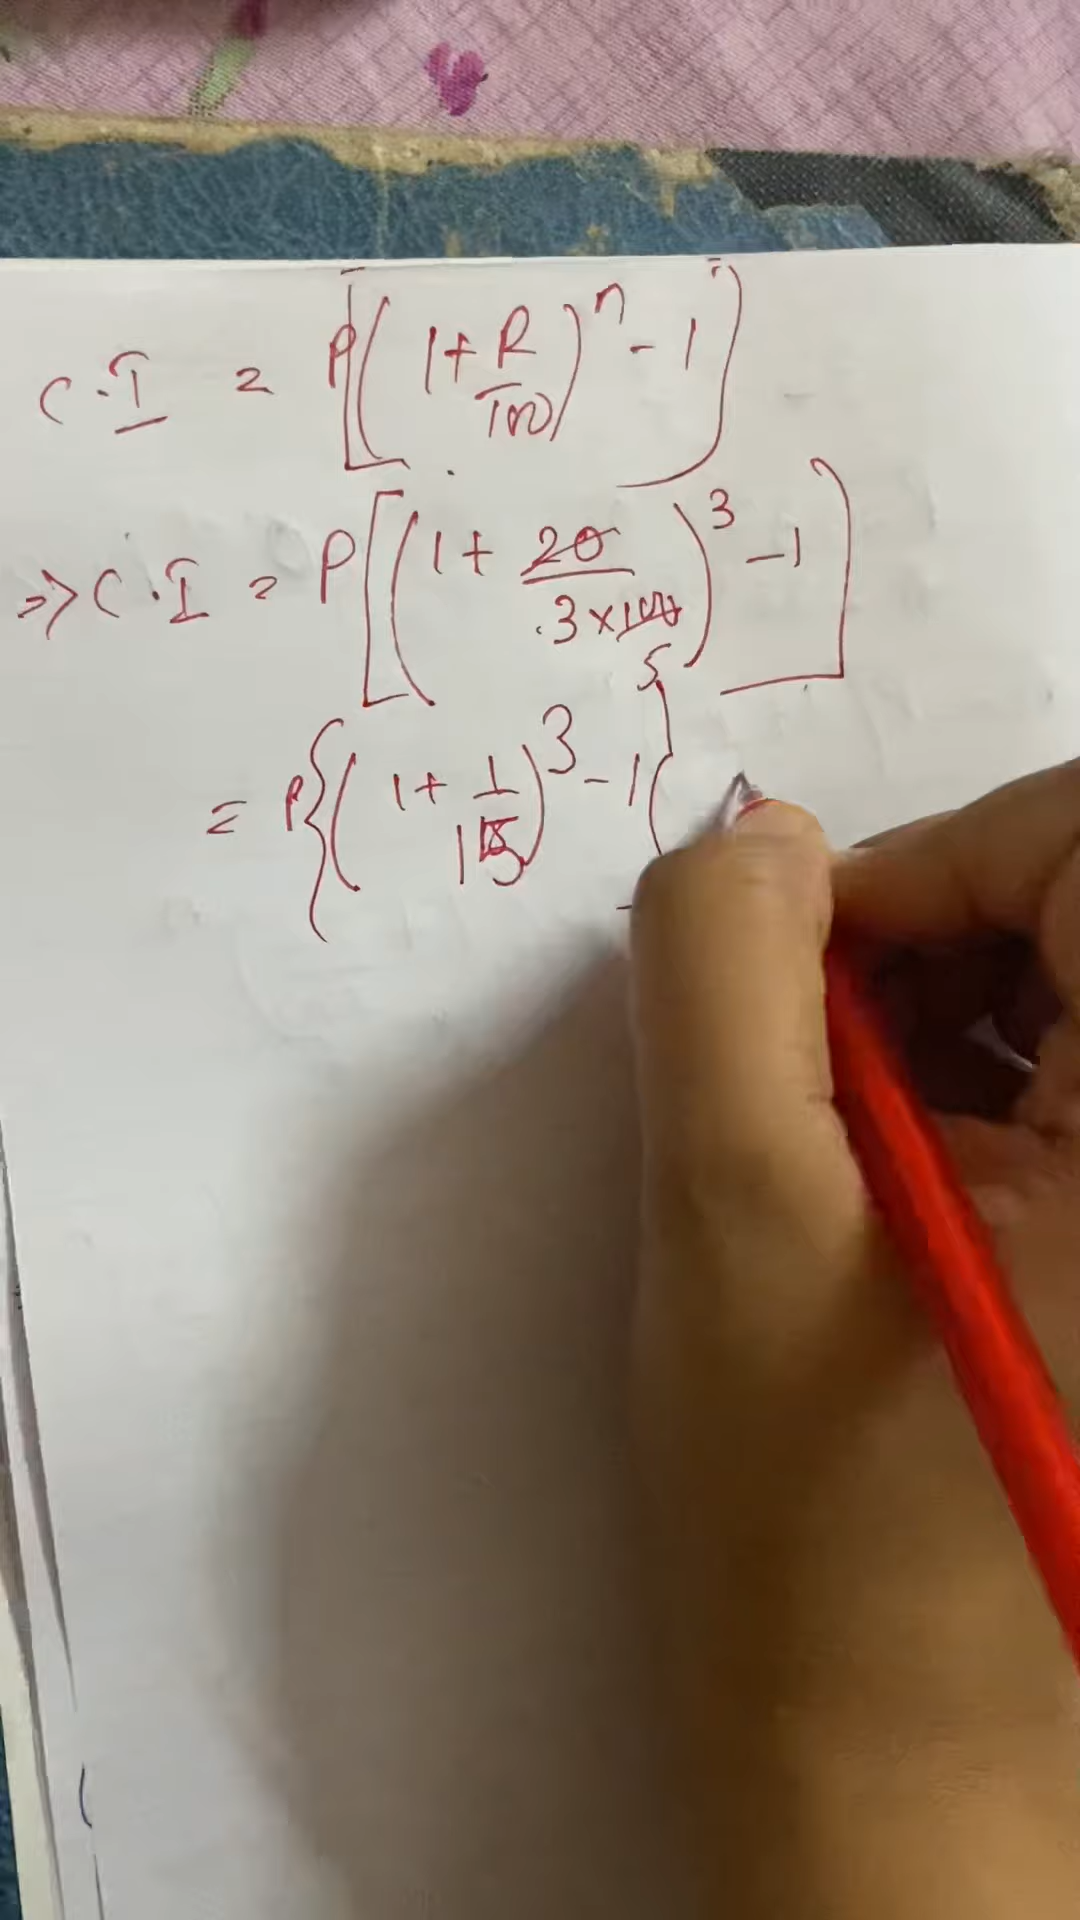 C.I = P[(1+R/100)^n - 1]
=> C.I = P[(1 + 20/3×100)^3 - 1]
5
= P{(1 + 1/15)^3 - 1}